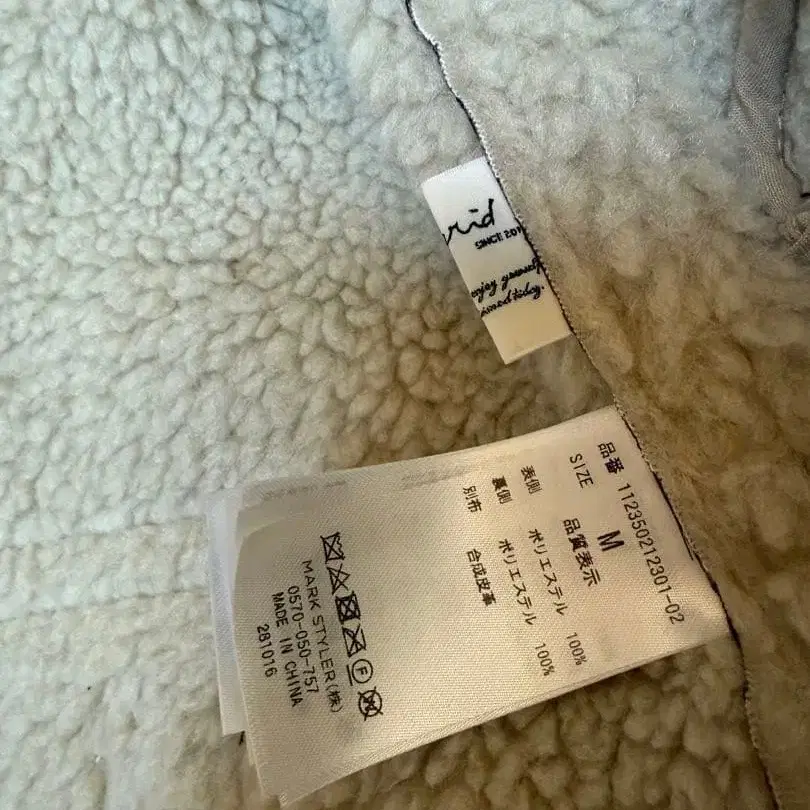 rid
SINCE 201
enjoy yourself
品番 112350212301-02
SIZE M
品質表示
表側 ポリエステル 100%
裏側 ポリエステル 100%
別布 合成皮革
MARK STYLER(株)
0570-050-757
MADE IN CHINA
281016